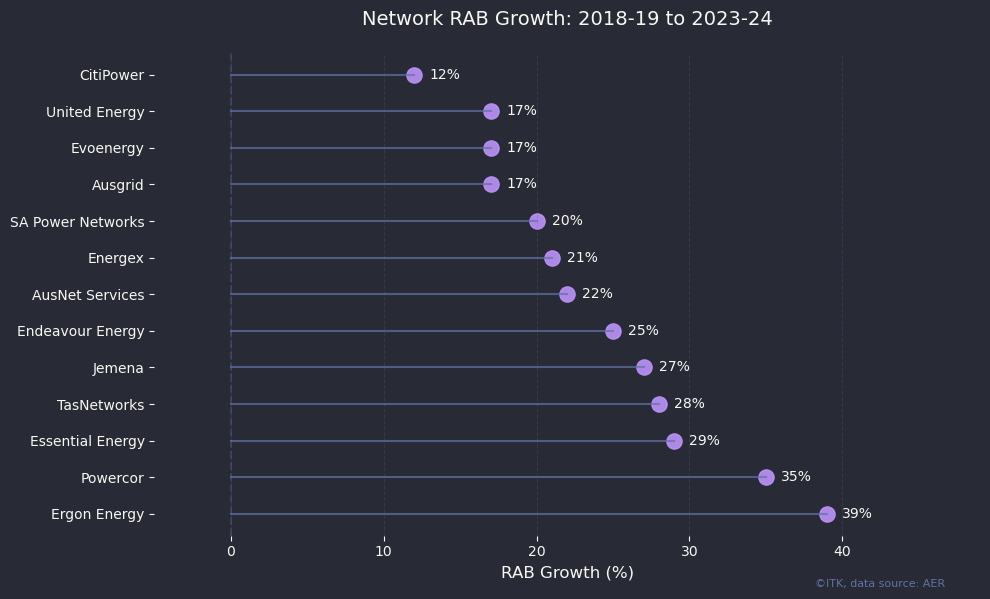 Network RAB Growth: 2018-19 to 2023-24
CitiPower 12%
United Energy 17%
Evoenergy 17%
Ausgrid 17%
SA Power Networks 20%
Energex 21%
AusNet Services 22%
Endeavour Energy 25%
Jemena 27%
TasNetworks 28%
Essential Energy 29%
Powercor 35%
Ergon Energy 39%
0 10 20 30 40
RAB Growth (%)
©ITK, data source: AER